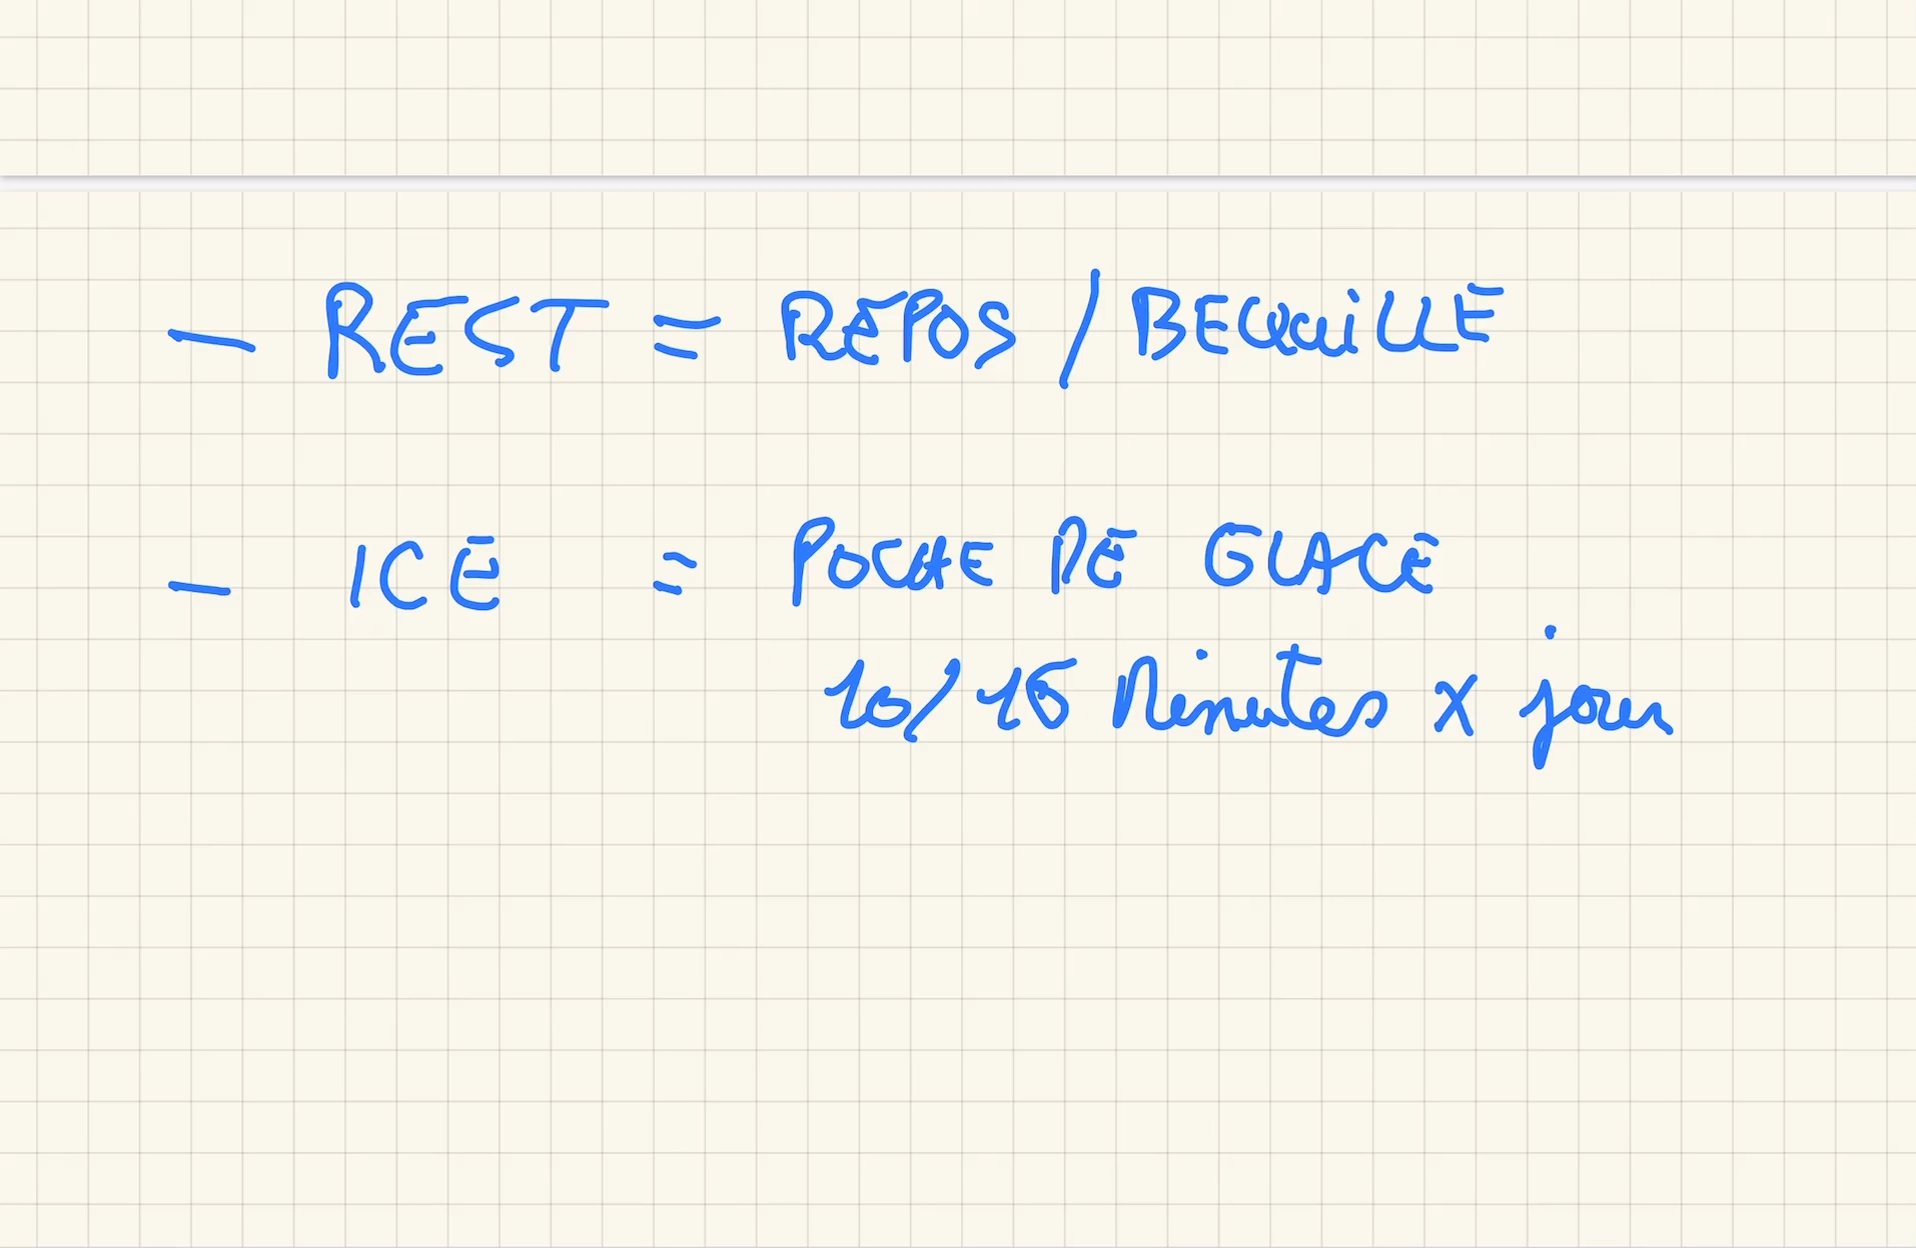 - REST = REPOS / BEQUILLE
- ICE = POCHE DE GLACE
10/15 Minutes x jour